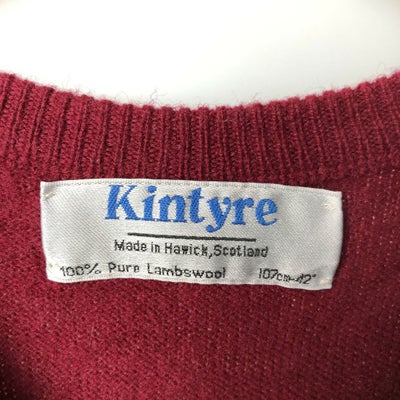 Kintyre
Made in Hawick, Scotland
100% Pure Lambswool 107cm-42"